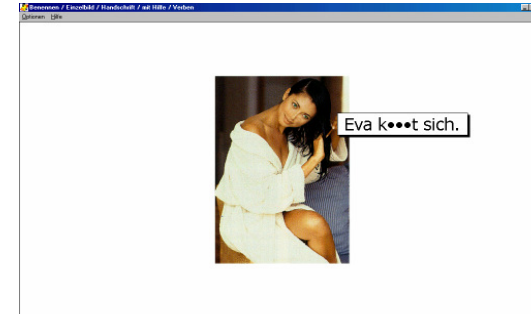 Benennen / Einzelbild / Handschrift / mit Hilfe / Verben
Optionen Hilfe
Eva k●●●t sich.